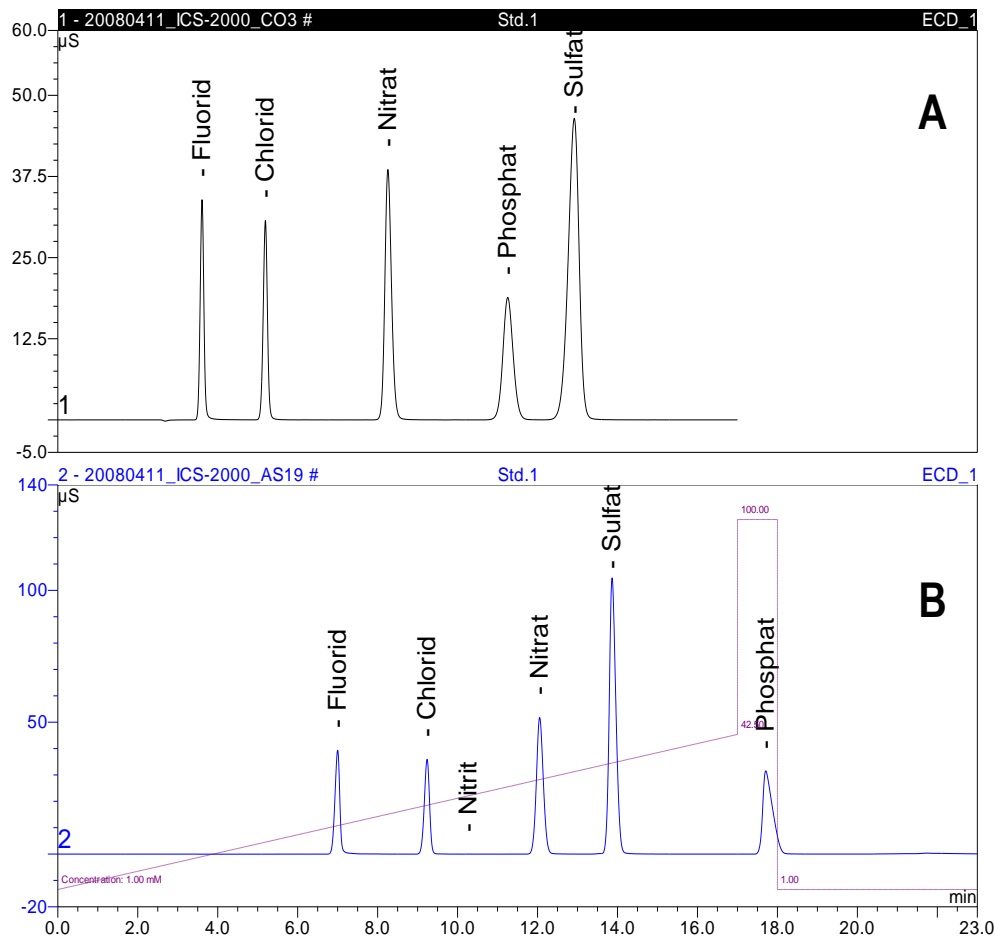 1 - 20080411_ICS-2000_CO3 # Std.1 ECD_1
60.0
µS
50.0
37.5
25.0
12.5
-5.0
Fluorid
Chlorid
Nitrat
Phosphat
Sulfat
A
1
2 - 20080411_ICS-2000_AS19 # Std.1 ECD_1
140
µS
100
50
-20
Fluorid
Chlorid
Nitrit
Nitrat
Sulfat
Phosphat
100.00
B
2
Concentration: 1.00 mM
1.00
min
0.0 2.0 4.0 6.0 8.0 10.0 12.0 14.0 16.0 18.0 20.0 23.0